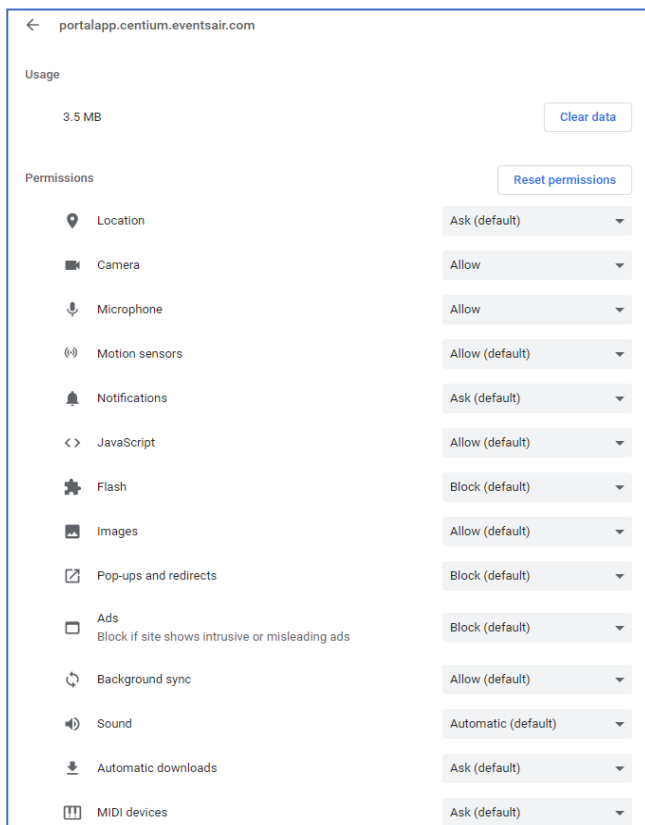 portalapp.centium.eventsair.com
Usage
3.5 MB
Clear data
Permissions
Reset permissions
Location
Ask (default)
Camera
Allow
Microphone
Allow
Motion sensors
Allow (default)
Notifications
Ask (default)
JavaScript
Allow (default)
Flash
Block (default)
Images
Allow (default)
Pop-ups and redirects
Block (default)
Ads
Block if site shows intrusive or misleading ads
Block (default)
Background sync
Allow (default)
Sound
Automatic (default)
Automatic downloads
Ask (default)
MIDI devices
Ask (default)